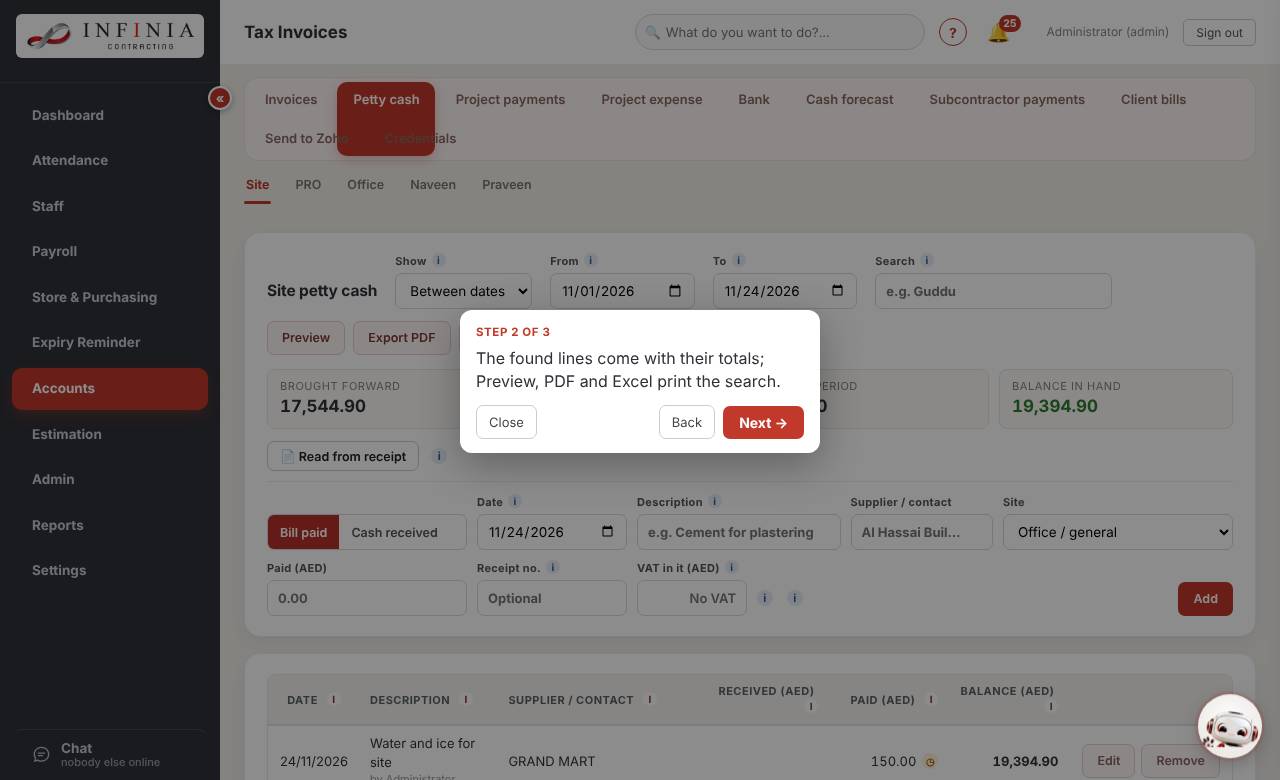 INFINIA
CONTRACTING
Tax Invoices
What do you want to do?...
?
25
Administrator (admin)
Sign out
«
Dashboard
Attendance
Staff
Payroll
Store & Purchasing
Expiry Reminder
Accounts
Estimation
Admin
Reports
Settings
Chat
nobody else online
Invoices
Petty cash
Project payments
Project expense
Bank
Cash forecast
Subcontractor payments
Client bills
Send to Zoho
Credentials
Site
PRO
Office
Naveen
Praveen
Show i
From i
To i
Search i
Site petty cash
Between dates
11/01/2026
11/24/2026
e.g. Guddu
Preview
Export PDF
STEP 2 OF 3
The found lines come with their totals;
Preview, PDF and Excel print the search.
Close
Back
Next →
BROUGHT FORWARD
17,544.90
PERIOD
0
BALANCE IN HAND
19,394.90
Read from receipt i
Date i
Description i
Supplier / contact
Site
Bill paid
Cash received
11/24/2026
e.g. Cement for plastering
Al Hassai Buil...
Office / general
Paid (AED)
Receipt no. i
VAT in it (AED) i
0.00
Optional
No VAT
i
i
Add
DATE I
DESCRIPTION I
SUPPLIER / CONTACT I
RECEIVED (AED)
I
PAID (AED) I
BALANCE (AED)
I
24/11/2026
Water and ice for
site
by Administrator
GRAND MART
150.00
19,394.90
Edit
Remove